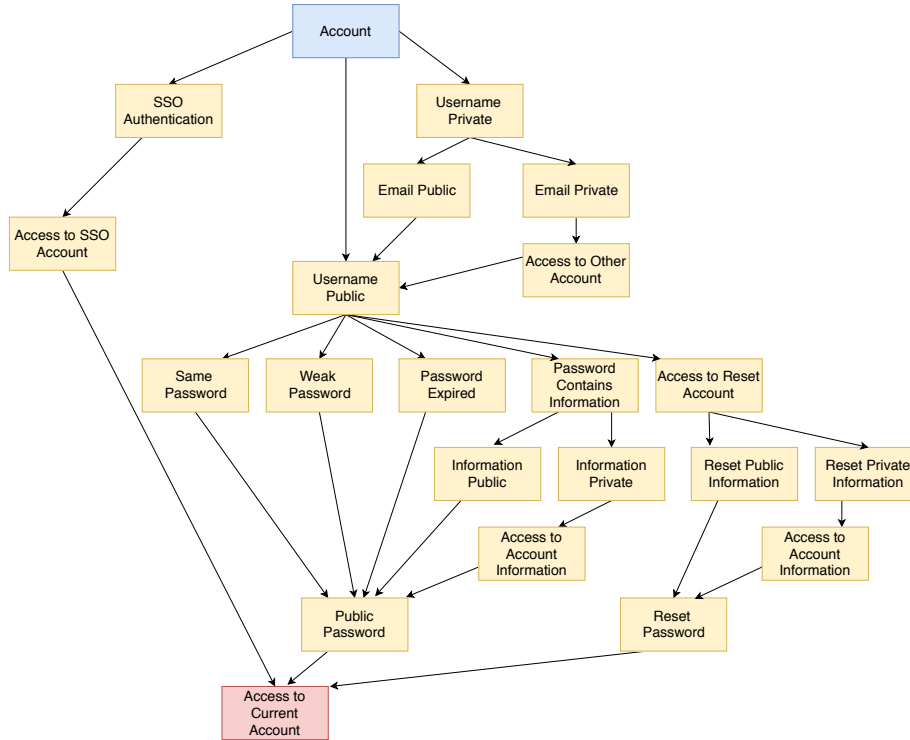 Account
SSO
Authentication
Username
Private
Email Public
Email Private
Access to SSO
Account
Access to Other
Account
Username
Public
Same
Password
Weak
Password
Password
Expired
Password
Contains
Information
Access to Reset
Account
Information
Public
Information
Private
Reset Public
Information
Reset Private
Information
Access to
Account
Information
Access to
Account
Information
Public
Password
Reset
Password
Access to
Current
Account